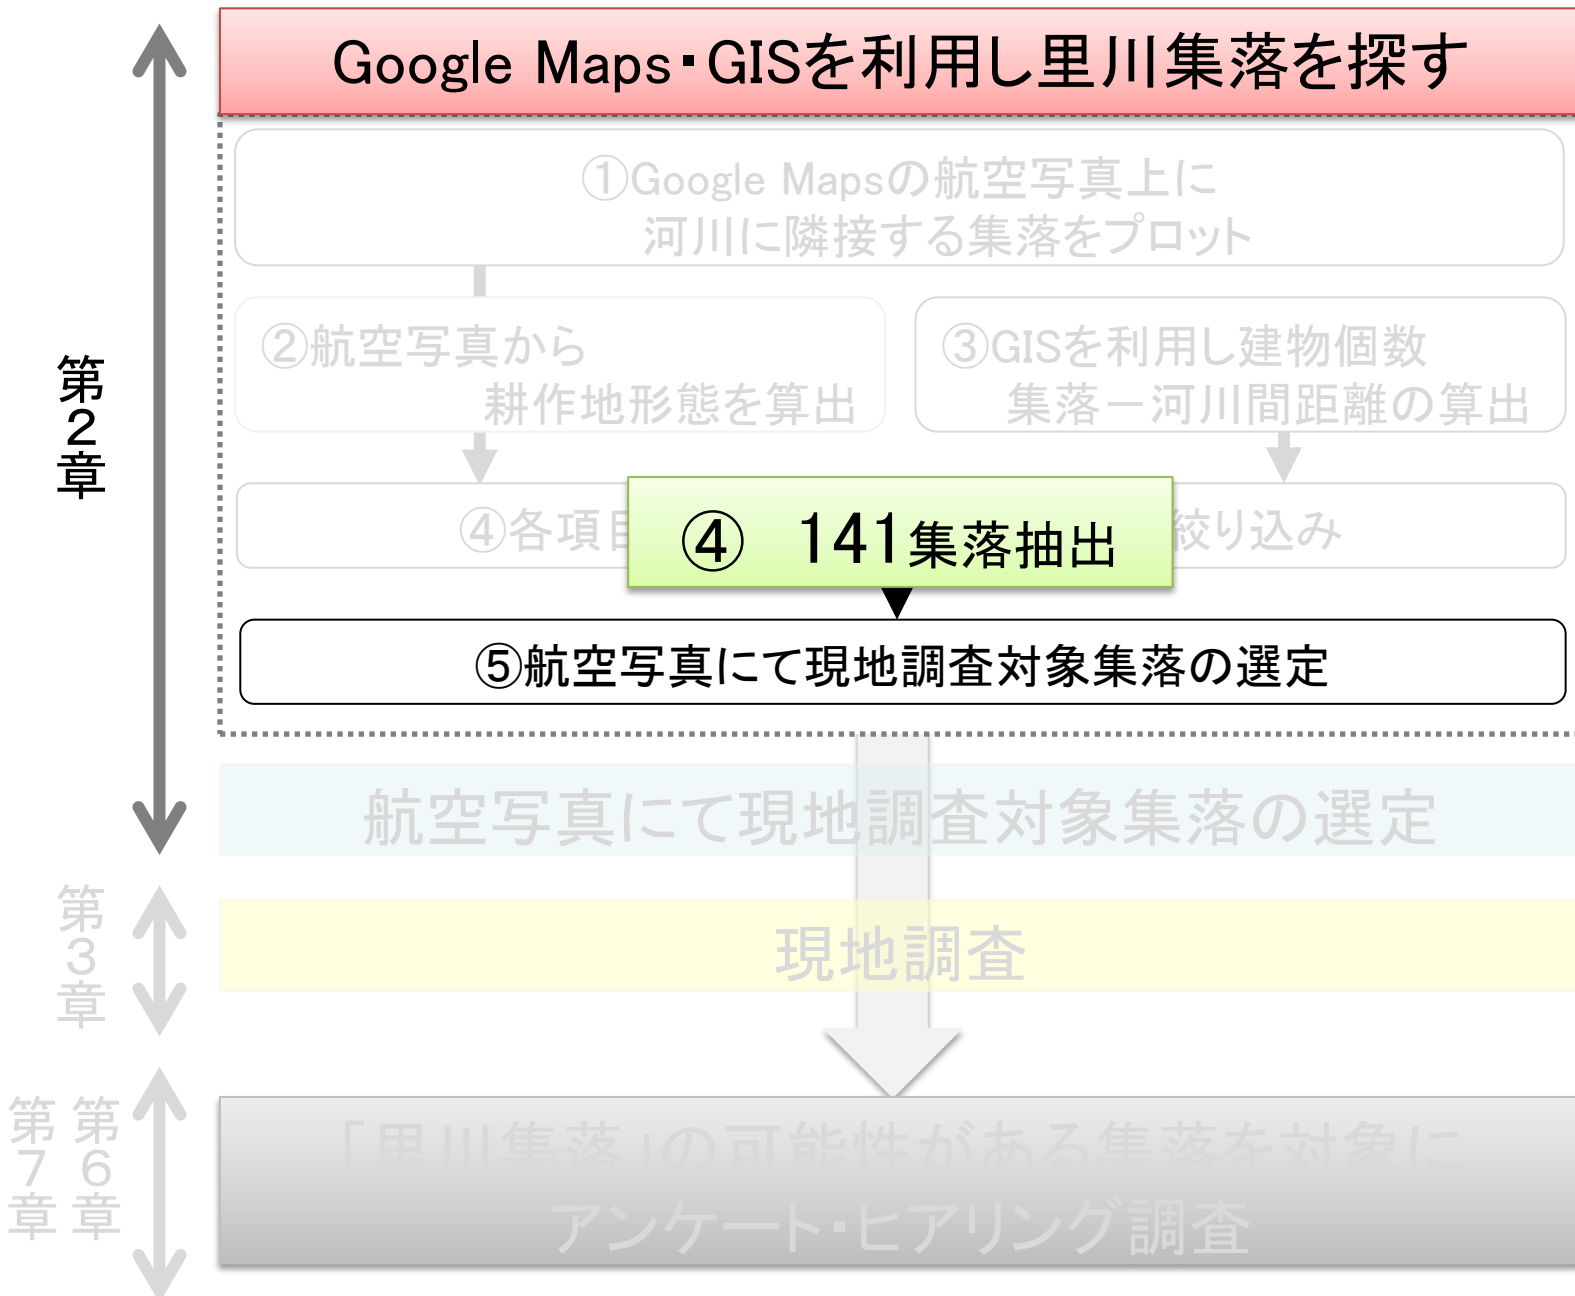 Google Maps・GISを利用し里川集落を探す
①Google Mapsの航空写真上に
河川に隣接する集落をプロット
②航空写真から
耕作地形態を算出
③GISを利用し建物個数
集落－河川間距離の算出
④各項目
絞り込み
④　141集落抽出
⑤航空写真にて現地調査対象集落の選定
第2章
航空写真にて現地調査対象集落の選定
第3章
現地調査
第6章
第7章
「里川集落」の可能性がある集落を対象に
アンケート・ヒアリング調査